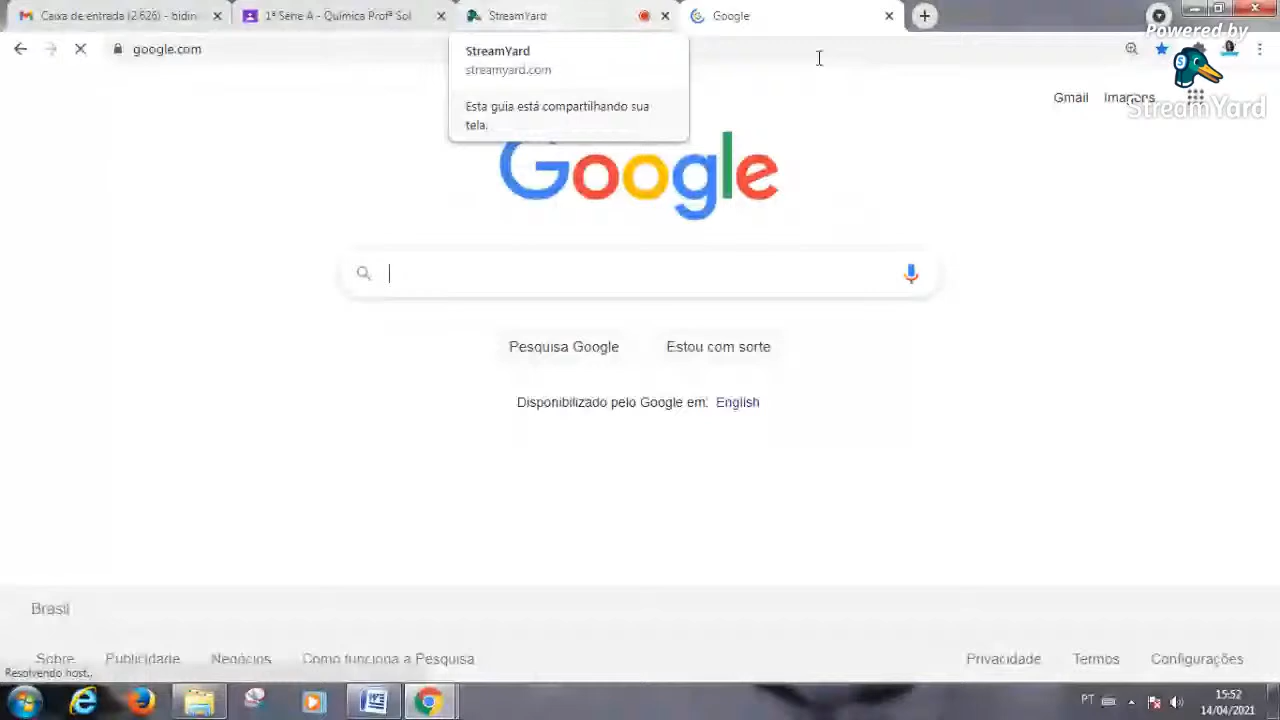 Caixa de entrada (2.626) - bidin
1ª Série A - Química Profª Sol
StreamYard
Google
google.com
StreamYard
streamyard.com
Esta guia está compartilhando sua
tela.
Powered by
StreamYard
Gmail
Imagens
Google
Pesquisa Google
Estou com sorte
Disponibilizado pelo Google em: English
Brasil
Sobre
Publicidade
Negócios
Como funciona a Pesquisa
Privacidade
Termos
Configurações
Resolvendo host...
PT
15:52
14/04/2021